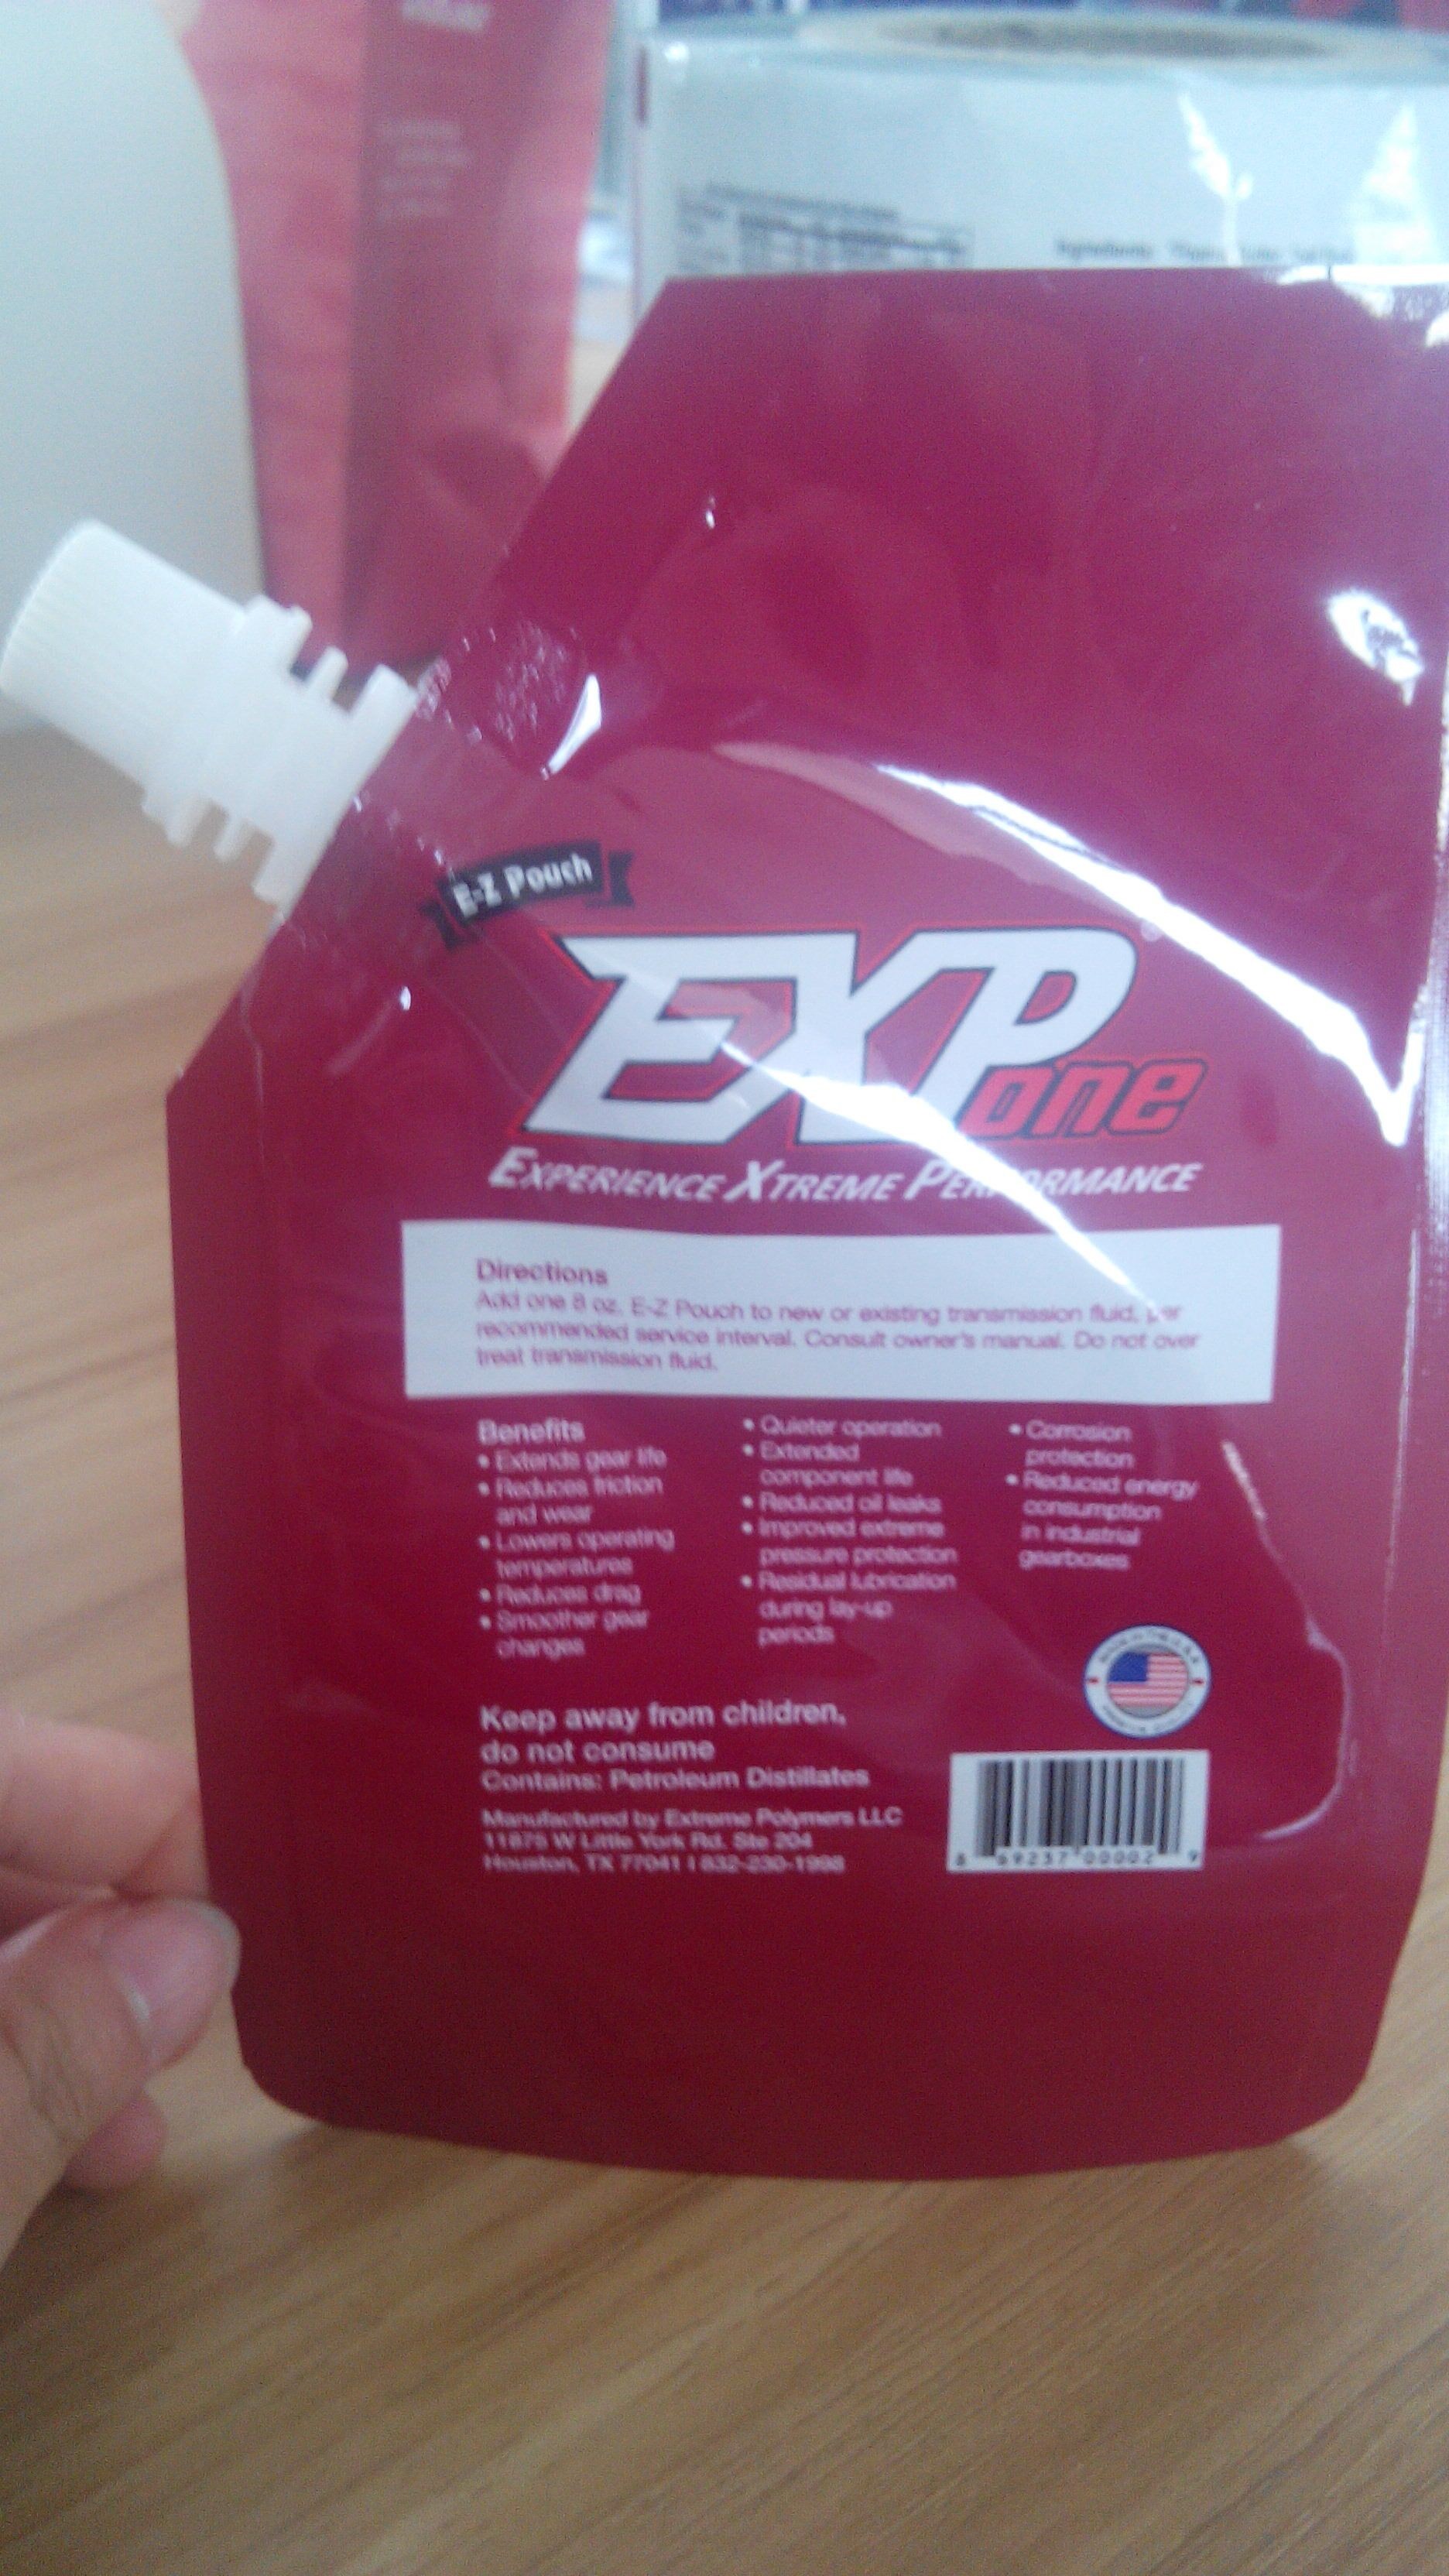 E-Z Pouch
EXP
one
EXPERIENCE XTREME PERFORMANCE
Directions
Add one 8 oz. E-Z Pouch to new or existing transmission fluid, per
recommended service interval. Consult owner's manual. Do not over
treat transmission fluid.
Benefits
• Extends gear life
• Reduces friction
and wear
• Lowers operating
temperatures
• Reduces drag
• Smoother gear
changes
• Quieter operation
• Extended
component life
• Reduced oil leaks
• Improved extreme
pressure protection
• Residual lubrication
during lay-up
periods
• Corrosion
protection
• Reduced energy
consumption
in industrial
gearboxes
Keep away from children,
do not consume
Contains: Petroleum Distillates
Manufactured by Extreme Polymers LLC
11875 W Little York Rd. Ste 204
Houston, TX 77041 | 832-230-1998
8 69237 00002 9
Ingredients: